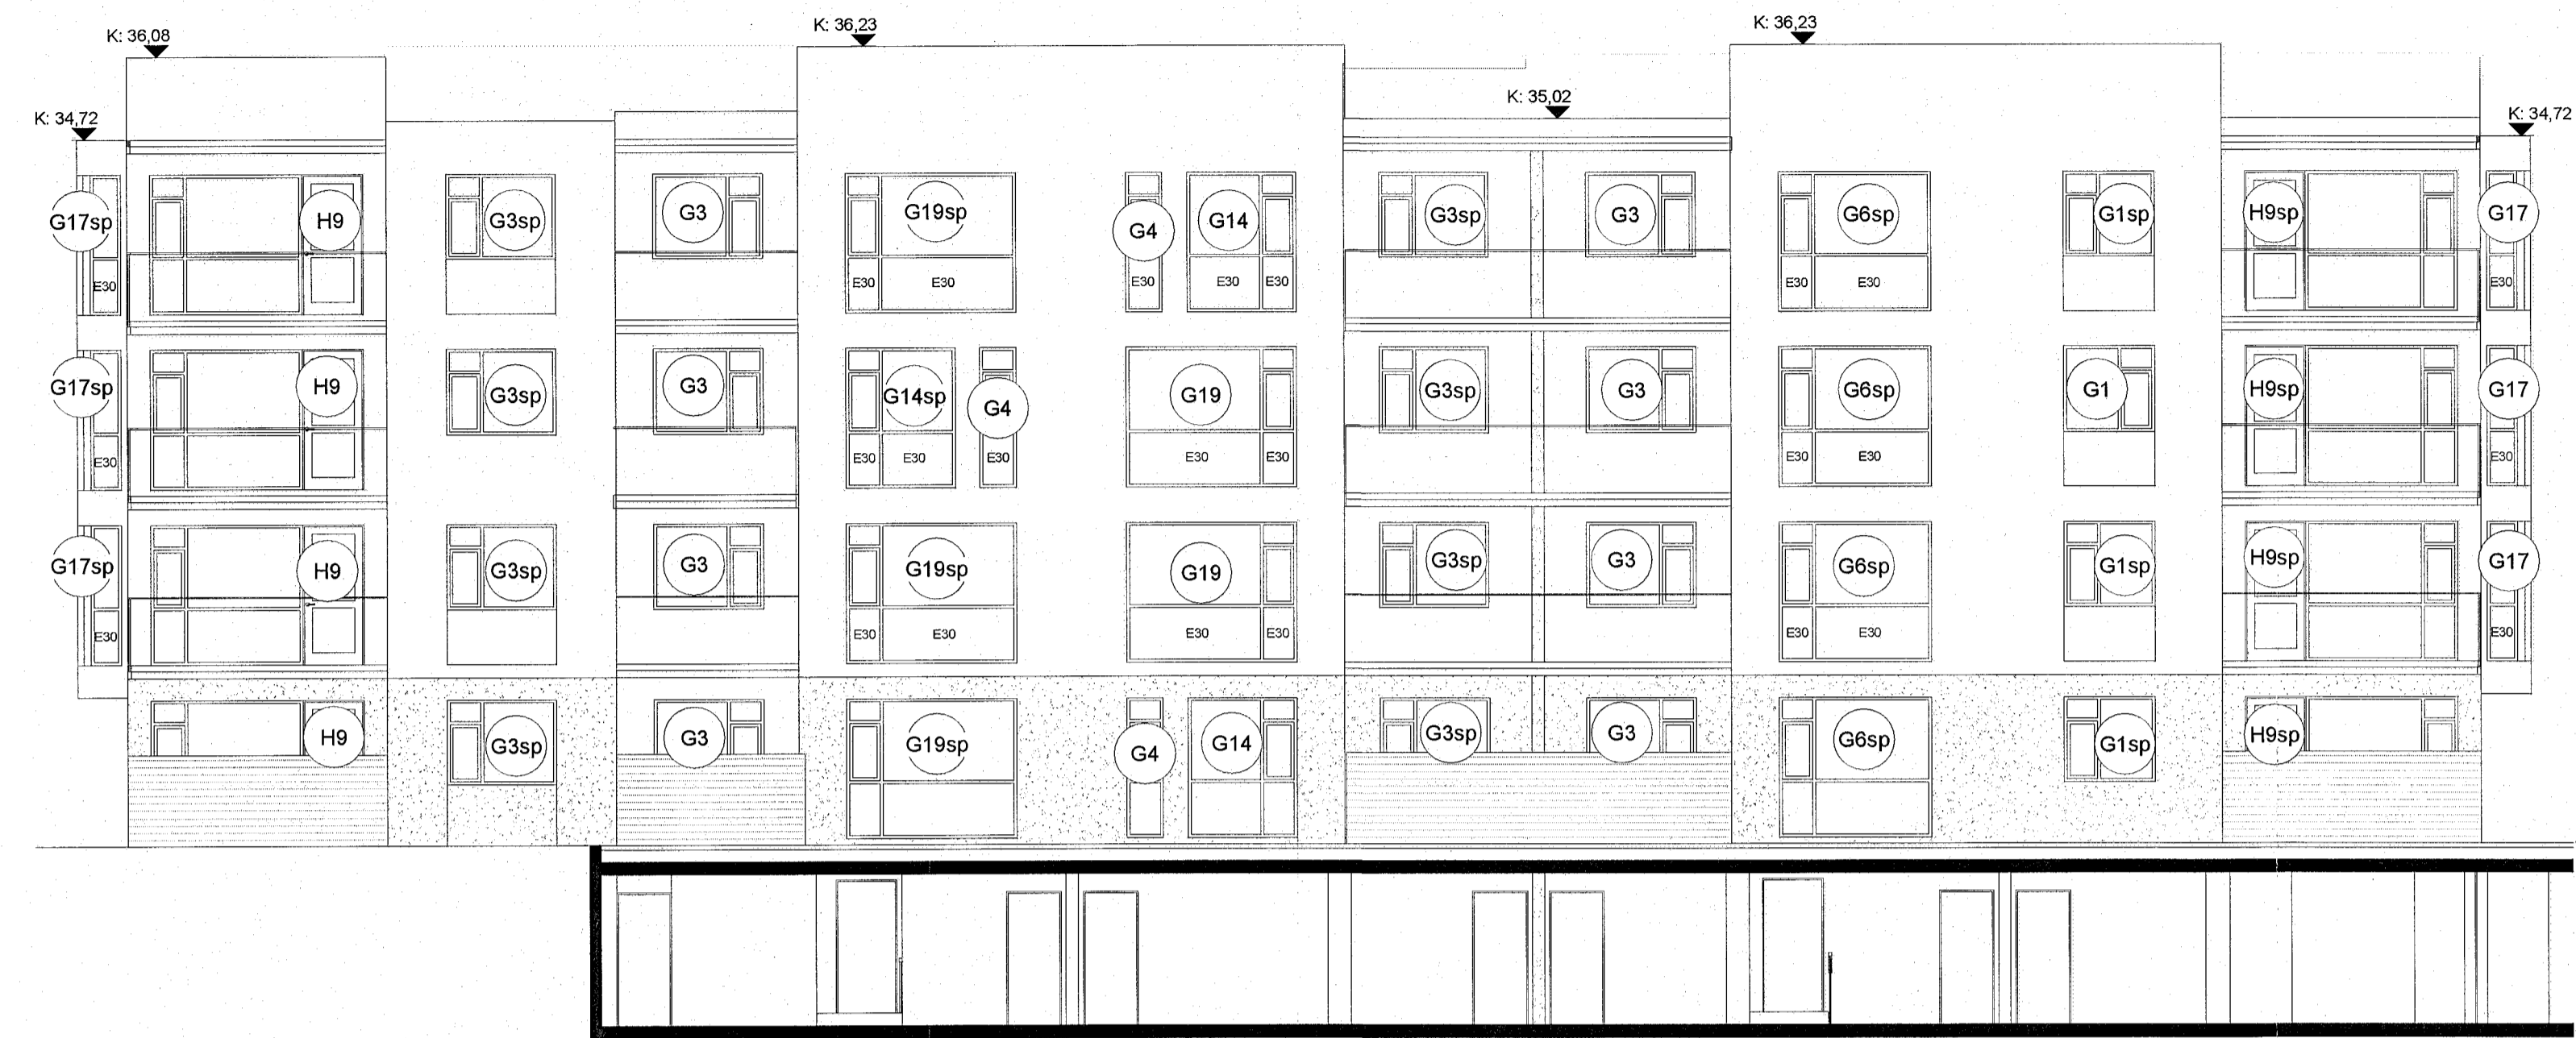 K: 36,08
K: 36,23
K: 36,23
K: 34,72
K: 35,02
K: 34,72
G17sp H9 G3sp G3 G19sp G4 G14 G3sp G3 G6sp G1sp H9sp G17
E30 E30 E30 E30 E30 E30 E30 E30 E30
G17sp H9 G3sp G3 G14sp G4 G19 G3sp G3 G6sp G1 H9sp G17
E30 E30 E30 E30 E30 E30 E30 E30 E30
G17sp H9 G3sp G3 G19sp G19 G3sp G3 G6sp G1sp H9sp G17
E30 E30 E30 E30 E30 E30 E30 E30
H9 G3sp G3 G19sp G4 G14 G3sp G3 G6sp G1sp H9sp